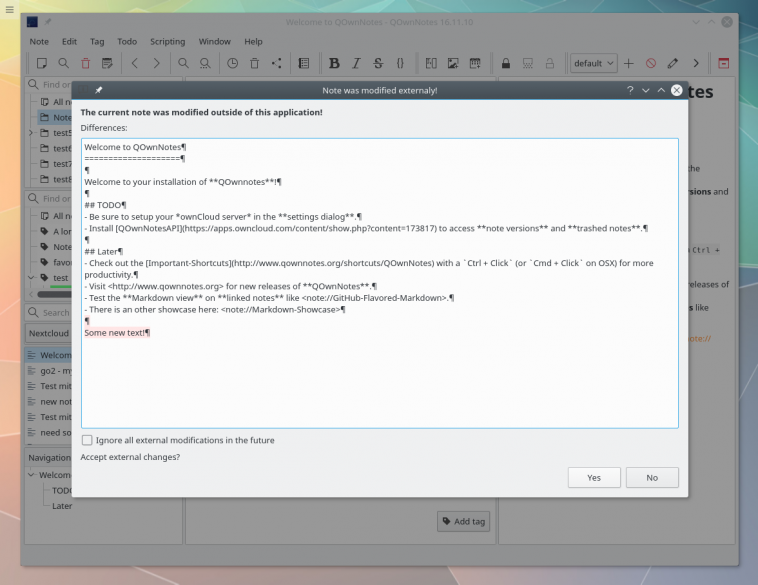 Welcome to QOwnNotes - QOwnNotes 16.11.10
Note Edit Tag Todo Scripting Window Help
B I S {} default
Find or
All n
Note
test5
test6
test7
test8
Find or
All n
A lor
Note
favor
test
Search
Nextcloud
Welcom
go2 - my
Test mit
new not
Test mit
need so
Navigation
Welcome
TODO
Later
Note was modified externaly!
The current note was modified outside of this application!
Differences:
Welcome to QOwnNotes¶
====================¶
¶
Welcome to your installation of **QOwnnotes**!¶
¶
## TODO¶
- Be sure to setup your *ownCloud server* in the **settings dialog**.¶
- Install [QOwnNotesAPI](https://apps.owncloud.com/content/show.php?content=173817) to access **note versions** and **trashed notes**.¶
¶
## Later¶
- Check out the [Important-Shortcuts](http://www.qownnotes.org/shortcuts/QOwnNotes) with a `Ctrl + Click` (or `Cmd + Click` on OSX) for more
productivity.¶
- Visit <http://www.qownnotes.org> for new releases of **QOwnNotes**.¶
- Test the **Markdown view** on **linked notes** like <note://GitHub-Flavored-Markdown>.¶
- There is an other showcase here: <note://Markdown-Showcase>¶
¶
Some new text!¶
Ignore all external modifications in the future
Accept external changes?
Yes No
tes
the
rsions and
Ctrl +
releases of
s like
ote://
Add tag